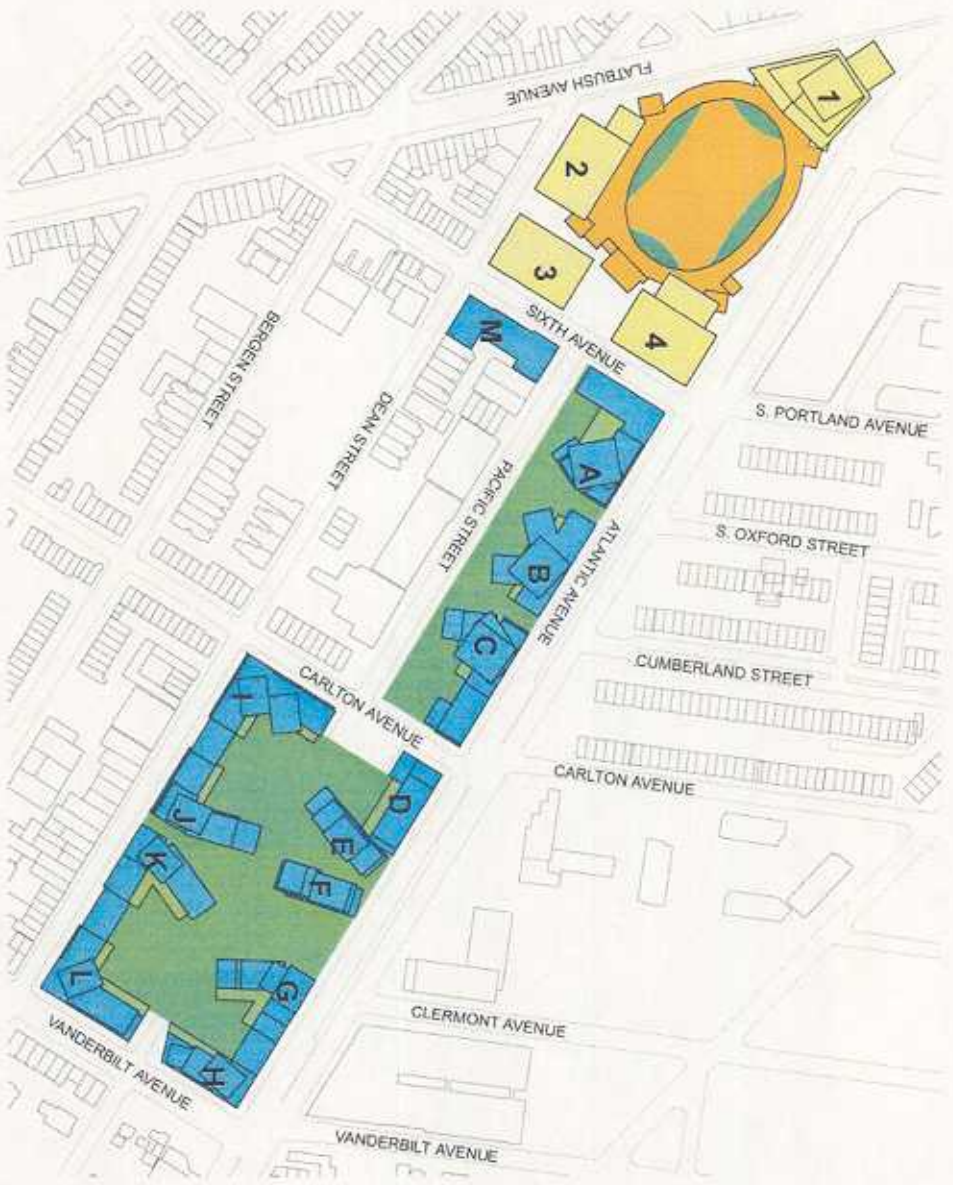 FLATBUSH AVENUE
1
2
3
4
SIXTH AVENUE
M
S. PORTLAND AVENUE
BERGEN STREET
DEAN STREET
PACIFIC STREET
ATLANTIC AVENUE
A
S. OXFORD STREET
B
C
CUMBERLAND STREET
CARLTON AVENUE
I
CARLTON AVENUE
D
J
E
K
F
L
G
H
CLERMONT AVENUE
VANDERBILT AVENUE
VANDERBILT AVENUE